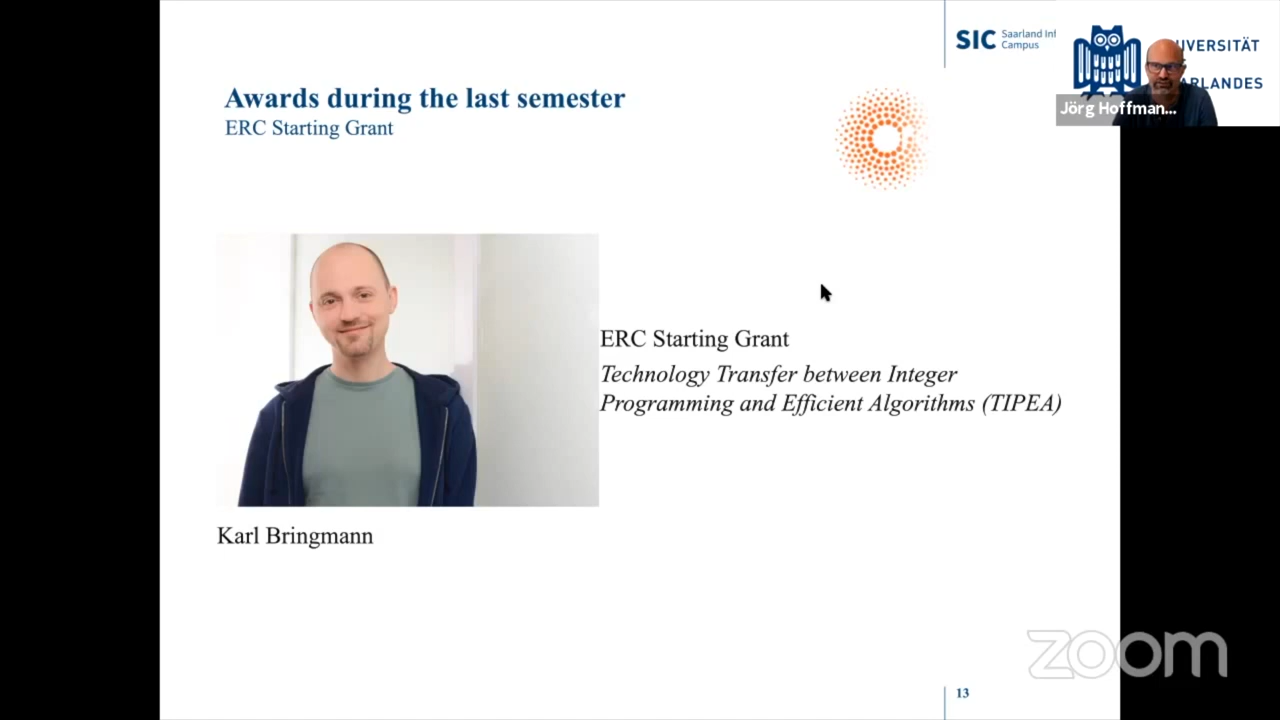 SIC Saarland Inf
Campus
UVERSITÄT
ARLANDES
Jörg Hoffman...
Awards during the last semester
ERC Starting Grant
ERC Starting Grant
Technology Transfer between Integer
Programming and Efficient Algorithms (TIPEA)
Karl Bringmann
zoom
13